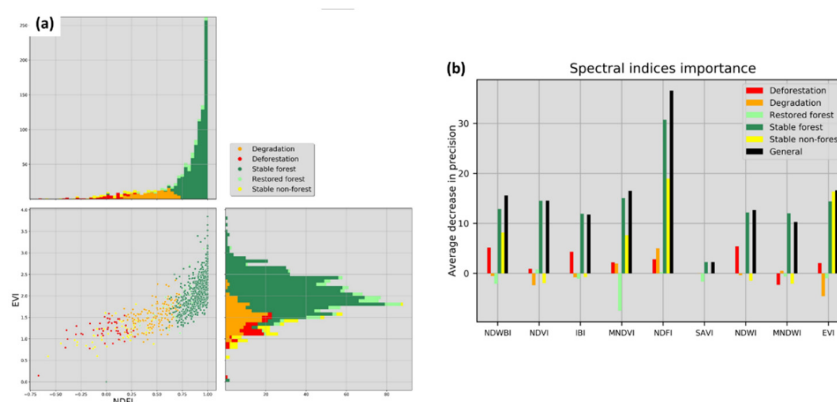 (a)
250
200
150
100
50
Degradation
Deforestation
Stable forest
Restored forest
Stable non-forest
4.0
3.5
3.0
2.5
2.0
1.5
1.0
0.5
0.0
EVI
-0.75 -0.50 -0.25 0.00 0.25 0.50 0.75 1.00
20 40 60 80
NDFI
(b)
Spectral indices importance
Average decrease in precision
30
20
10
0
Deforestation
Degradation
Restored forest
Stable forest
Stable non-fores
General
NDWBI NDVI IBI MNDVI NDFI SAVI NDWI MNDWI EVI